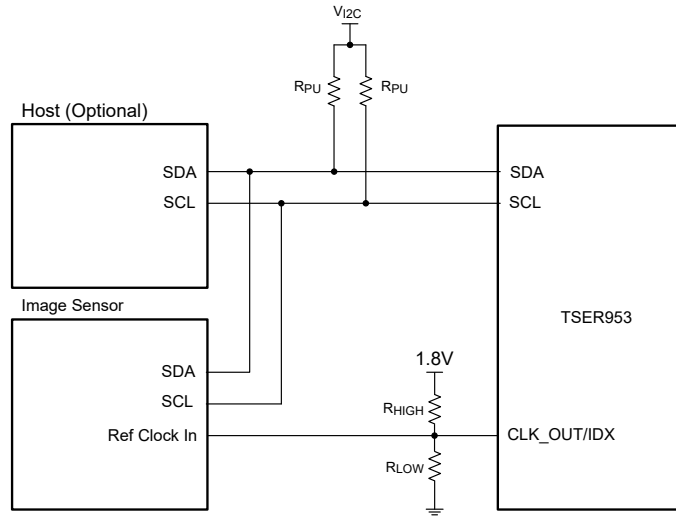 VI2C
RPU
RPU
Host (Optional)
SDA
SDA
SCL
SCL
Image Sensor
TSER953
1.8V
SDA
SCL
RHIGH
Ref Clock In
CLK_OUT/IDX
RLOW